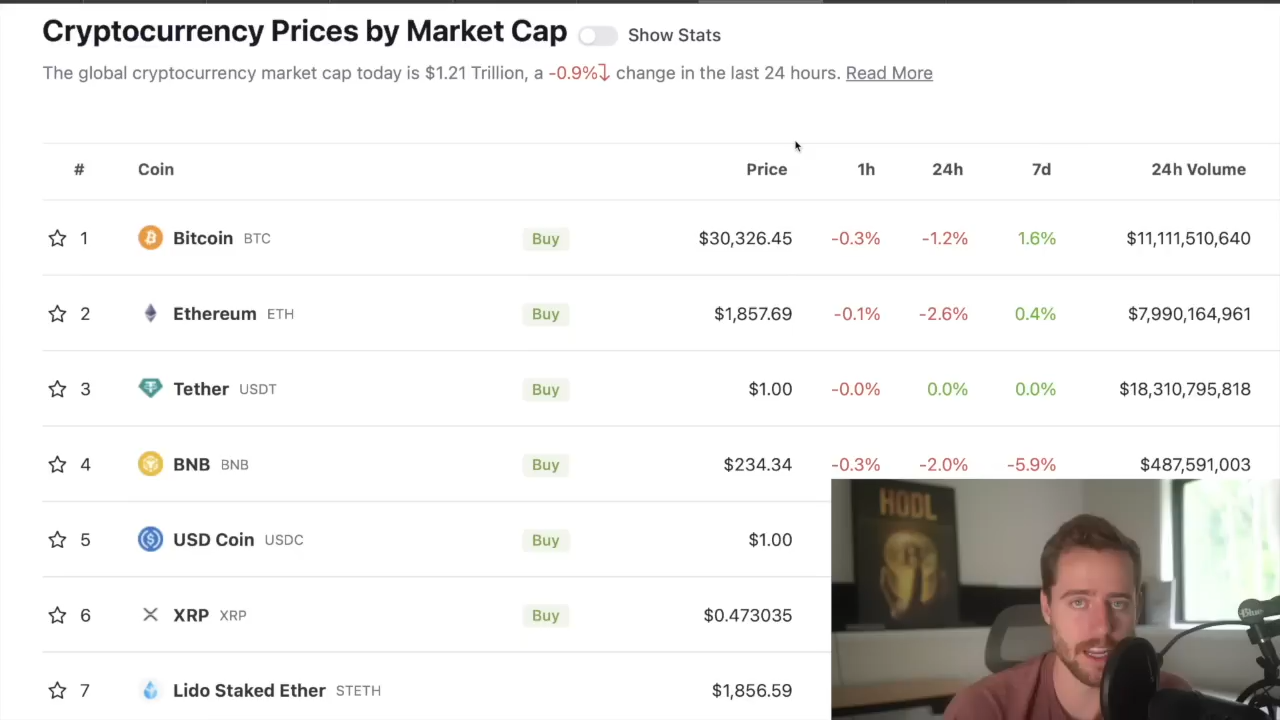 Cryptocurrency Prices by Market Cap Show Stats
The global cryptocurrency market cap today is $1.21 Trillion, a -0.9% change in the last 24 hours. Read More
# Coin Price 1h 24h 7d 24h Volume
1 Bitcoin BTC Buy $30,326.45 -0.3% -1.2% 1.6% $11,111,510,640
2 Ethereum ETH Buy $1,857.69 -0.1% -2.6% 0.4% $7,990,164,961
3 Tether USDT Buy $1.00 -0.0% 0.0% 0.0% $18,310,795,818
4 BNB BNB Buy $234.34 -0.3% -2.0% -5.9% $487,591,003
5 USD Coin USDC Buy $1.00
6 XRP XRP Buy $0.473035
7 Lido Staked Ether STETH $1,856.59
HODL
Blue